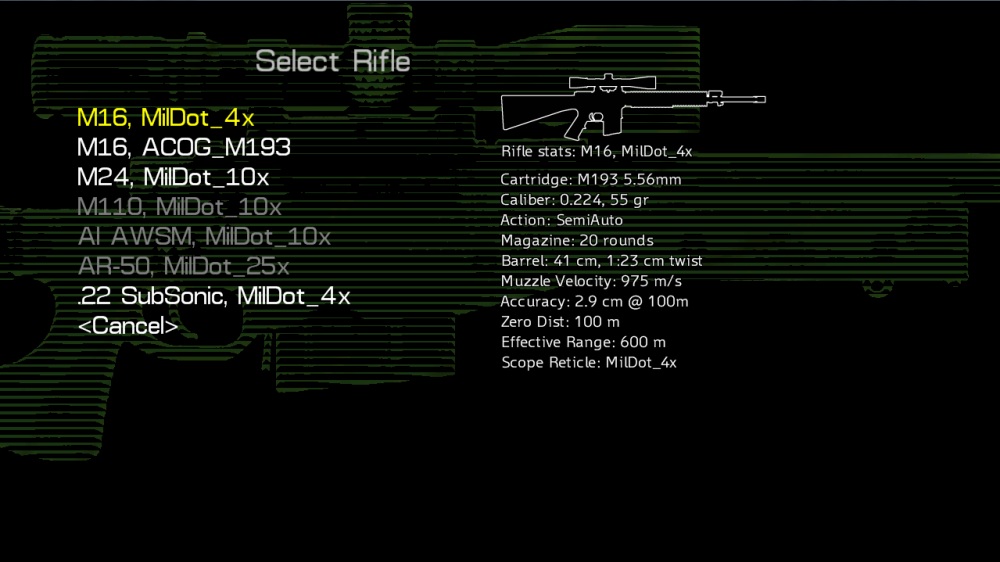 Select Rifle
M16, MilDot_4x
M16, ACOG_M193
M24, MilDot_10x
M110, MilDot_10x
AI AWSM, MilDot_10x
AR-50, MilDot_25x
.22 SubSonic, MilDot_4x
<Cancel>
Rifle stats: M16, MilDot_4x
Cartridge: M193 5.56mm
Caliber: 0.224, 55 gr
Action: SemiAuto
Magazine: 20 rounds
Barrel: 41 cm, 1:23 cm twist
Muzzle Velocity: 975 m/s
Accuracy: 2.9 cm @ 100m
Zero Dist: 100 m
Effective Range: 600 m
Scope Reticle: MilDot_4x